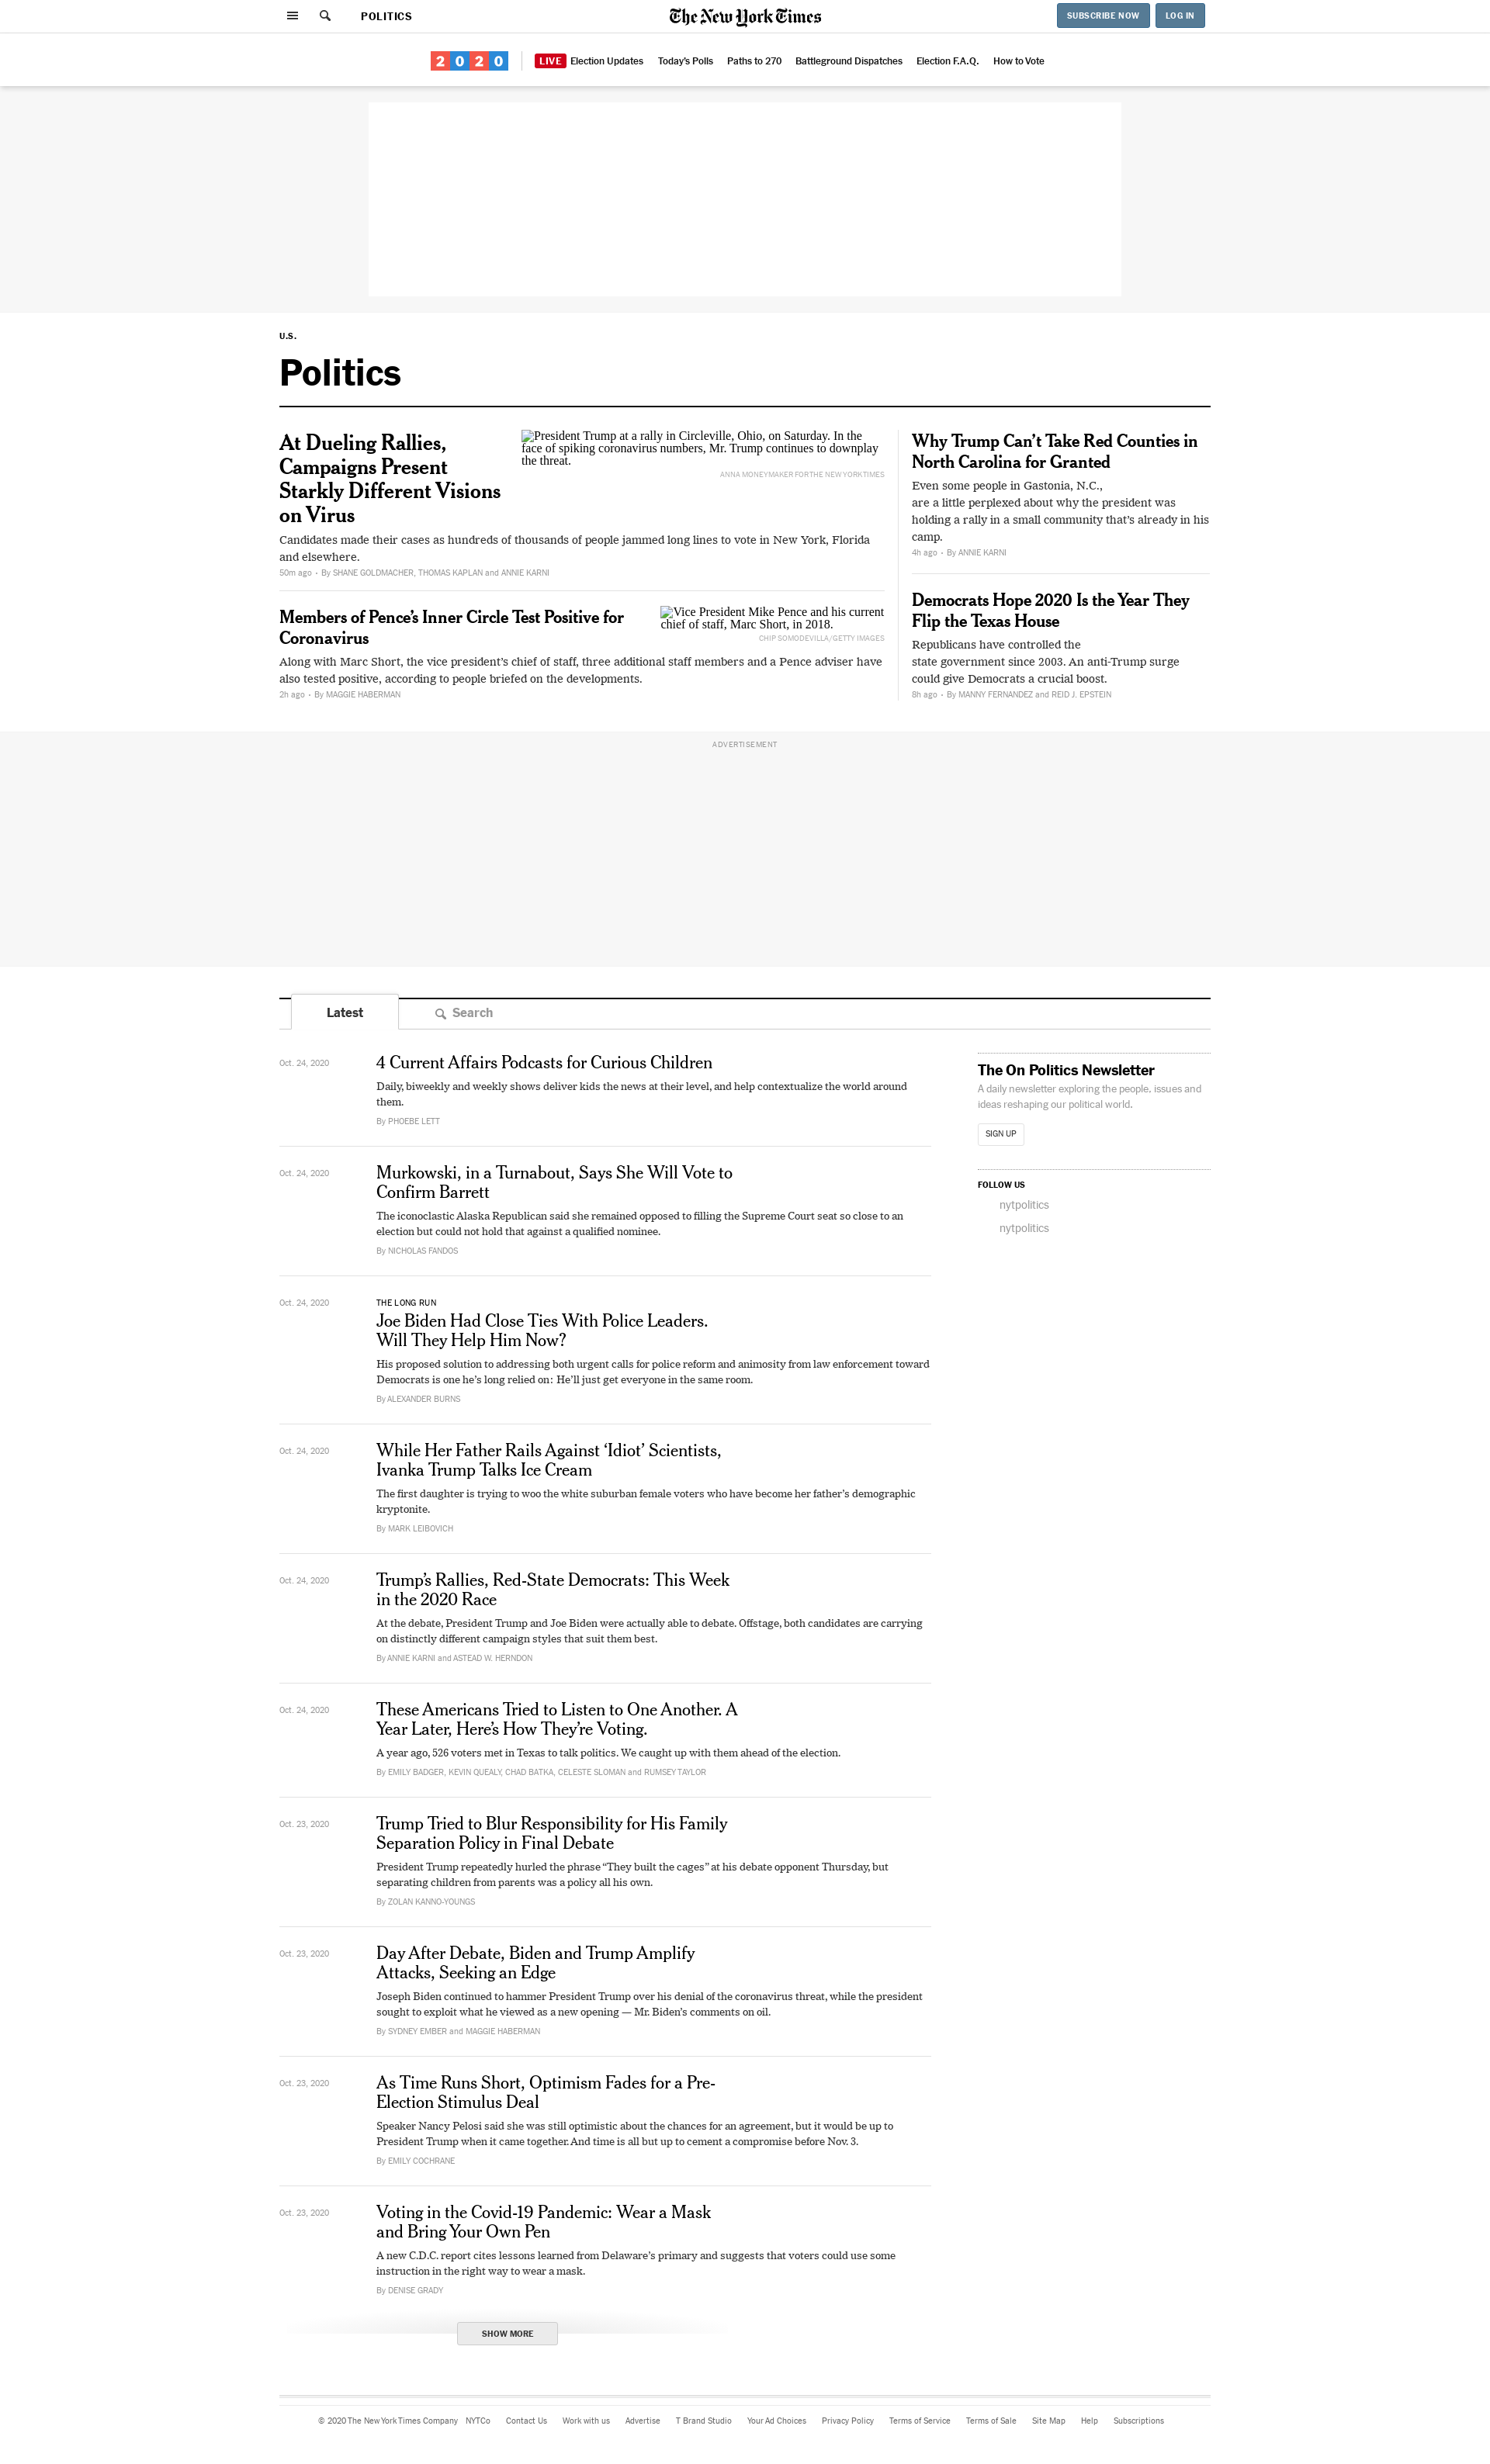 POLITICS
The New York Times
SUBSCRIBE NOW
LOG IN
2020
LIVE Election Updates
Today's Polls
Paths to 270
Battleground Dispatches
Election F.A.Q.
How to Vote
U.S.
Politics
At Dueling Rallies,
Campaigns Present
Starkly Different Visions
on Virus
President Trump at a rally in Circleville, Ohio, on Saturday. In the
face of spiking coronavirus numbers, Mr. Trump continues to downplay
the threat.
ANNA MONEYMAKER FOR THE NEW YORK TIMES
Candidates made their cases as hundreds of thousands of people jammed long lines to vote in New York, Florida
and elsewhere.
50m ago • By SHANE GOLDMACHER, THOMAS KAPLAN and ANNIE KARNI
Members of Pence’s Inner Circle Test Positive for
Coronavirus
Vice President Mike Pence and his current
chief of staff, Marc Short, in 2018.
CHIP SOMODEVILLA/GETTY IMAGES
Along with Marc Short, the vice president’s chief of staff, three additional staff members and a Pence adviser have
also tested positive, according to people briefed on the developments.
2h ago • By MAGGIE HABERMAN
Why Trump Can’t Take Red Counties in
North Carolina for Granted
Even some people in Gastonia, N.C.,
are a little perplexed about why the president was
holding a rally in a small community that’s already in his
camp.
4h ago • By ANNIE KARNI
Democrats Hope 2020 Is the Year They
Flip the Texas House
Republicans have controlled the
state government since 2003. An anti-Trump surge
could give Democrats a crucial boost.
8h ago • By MANNY FERNANDEZ and REID J. EPSTEIN
ADVERTISEMENT
Latest
Search
Oct. 24, 2020
4 Current Affairs Podcasts for Curious Children
Daily, biweekly and weekly shows deliver kids the news at their level, and help contextualize the world around
them.
By PHOEBE LETT
Oct. 24, 2020
Murkowski, in a Turnabout, Says She Will Vote to
Confirm Barrett
The iconoclastic Alaska Republican said she remained opposed to filling the Supreme Court seat so close to an
election but could not hold that against a qualified nominee.
By NICHOLAS FANDOS
Oct. 24, 2020
THE LONG RUN
Joe Biden Had Close Ties With Police Leaders.
Will They Help Him Now?
His proposed solution to addressing both urgent calls for police reform and animosity from law enforcement toward
Democrats is one he’s long relied on: He’ll just get everyone in the same room.
By ALEXANDER BURNS
Oct. 24, 2020
While Her Father Rails Against ‘Idiot’ Scientists,
Ivanka Trump Talks Ice Cream
The first daughter is trying to woo the white suburban female voters who have become her father’s demographic
kryptonite.
By MARK LEIBOVICH
Oct. 24, 2020
Trump’s Rallies, Red-State Democrats: This Week
in the 2020 Race
At the debate, President Trump and Joe Biden were actually able to debate. Offstage, both candidates are carrying
on distinctly different campaign styles that suit them best.
By ANNIE KARNI and ASTEAD W. HERNDON
Oct. 24, 2020
These Americans Tried to Listen to One Another. A
Year Later, Here’s How They’re Voting.
A year ago, 526 voters met in Texas to talk politics. We caught up with them ahead of the election.
By EMILY BADGER, KEVIN QUEALY, CHAD BATKA, CELESTE SLOMAN and RUMSEY TAYLOR
Oct. 23, 2020
Trump Tried to Blur Responsibility for His Family
Separation Policy in Final Debate
President Trump repeatedly hurled the phrase “They built the cages” at his debate opponent Thursday, but
separating children from parents was a policy all his own.
By ZOLAN KANNO-YOUNGS
Oct. 23, 2020
Day After Debate, Biden and Trump Amplify
Attacks, Seeking an Edge
Joseph Biden continued to hammer President Trump over his denial of the coronavirus threat, while the president
sought to exploit what he viewed as a new opening — Mr. Biden’s comments on oil.
By SYDNEY EMBER and MAGGIE HABERMAN
Oct. 23, 2020
As Time Runs Short, Optimism Fades for a Pre-
Election Stimulus Deal
Speaker Nancy Pelosi said she was still optimistic about the chances for an agreement, but it would be up to
President Trump when it came together. And time is all but up to cement a compromise before Nov. 3.
By EMILY COCHRANE
Oct. 23, 2020
Voting in the Covid-19 Pandemic: Wear a Mask
and Bring Your Own Pen
A new C.D.C. report cites lessons learned from Delaware’s primary and suggests that voters could use some
instruction in the right way to wear a mask.
By DENISE GRADY
SHOW MORE
The On Politics Newsletter
A daily newsletter exploring the people, issues and
ideas reshaping our political world.
SIGN UP
FOLLOW US
nytpolitics
nytpolitics
© 2020 The New York Times Company
NYTCo
Contact Us
Work with us
Advertise
T Brand Studio
Your Ad Choices
Privacy Policy
Terms of Service
Terms of Sale
Site Map
Help
Subscriptions